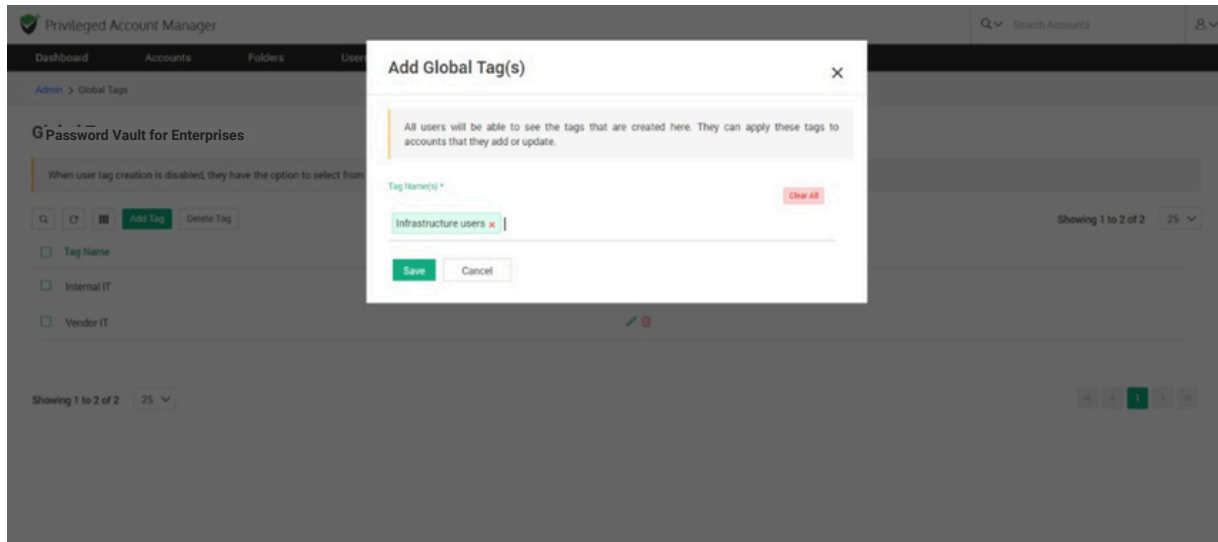 Privileged Account Manager
Search Accounts
Dashboard Accounts Folders
Admin > Global Tags
Password Vault for Enterprises
When user tag creation is disabled, they have the option to select from
Add Tag Delete Tag
Showing 1 to 2 of 2 25
Tag Name
Internal IT
Vendor IT
Showing 1 to 2 of 2 25
1
Add Global Tag(s)
All users will be able to see the tags that are created here. They can apply these tags to
accounts that they add or update.
Tag Name(s) *
Clear All
Infrastructure users ×
Save Cancel